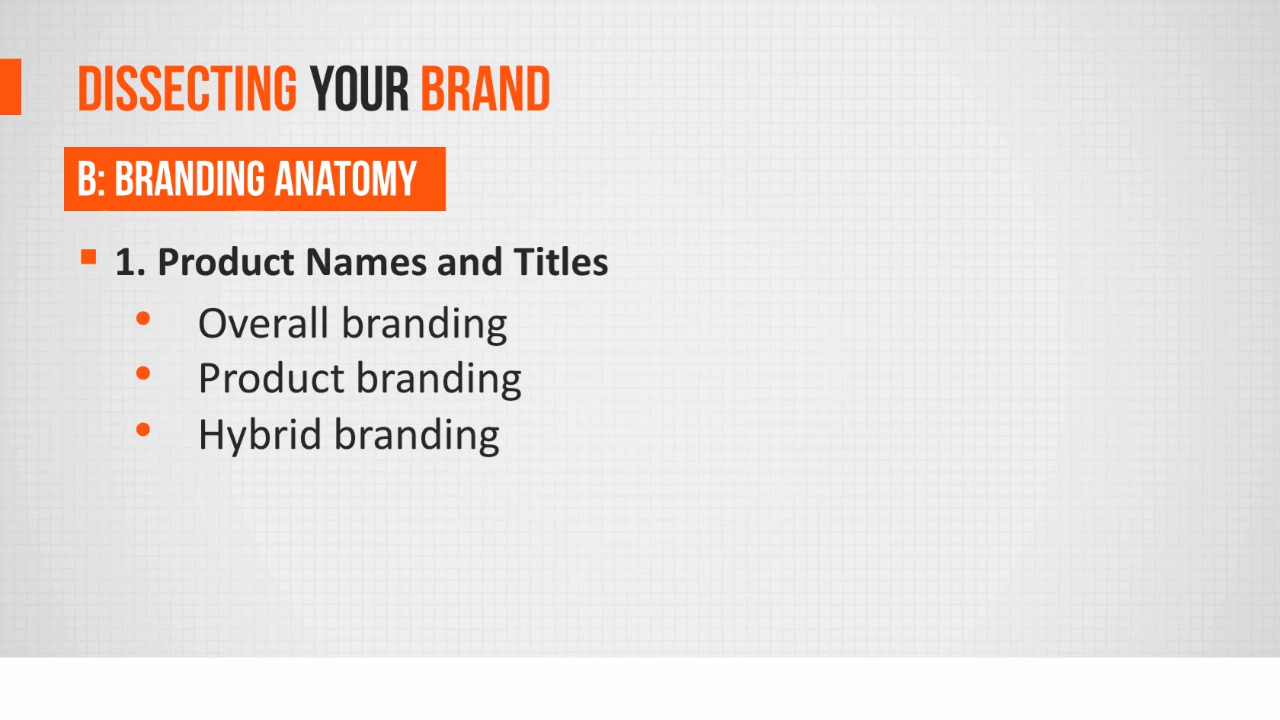 DISSECTING YOUR BRAND
B: BRANDING ANATOMY
1. Product Names and Titles
Overall branding
Product branding
Hybrid branding